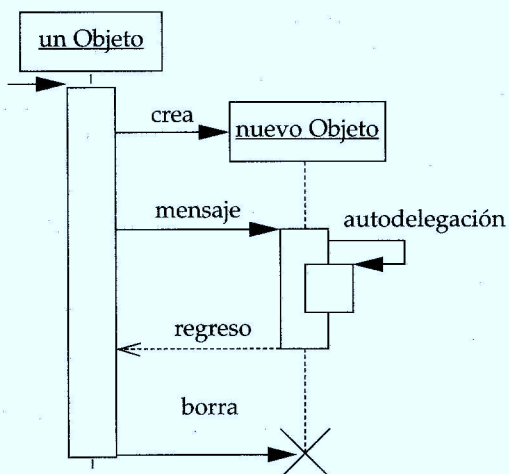 un Objeto
crea
nuevo Objeto
mensaje
autodelegación
regreso
borra